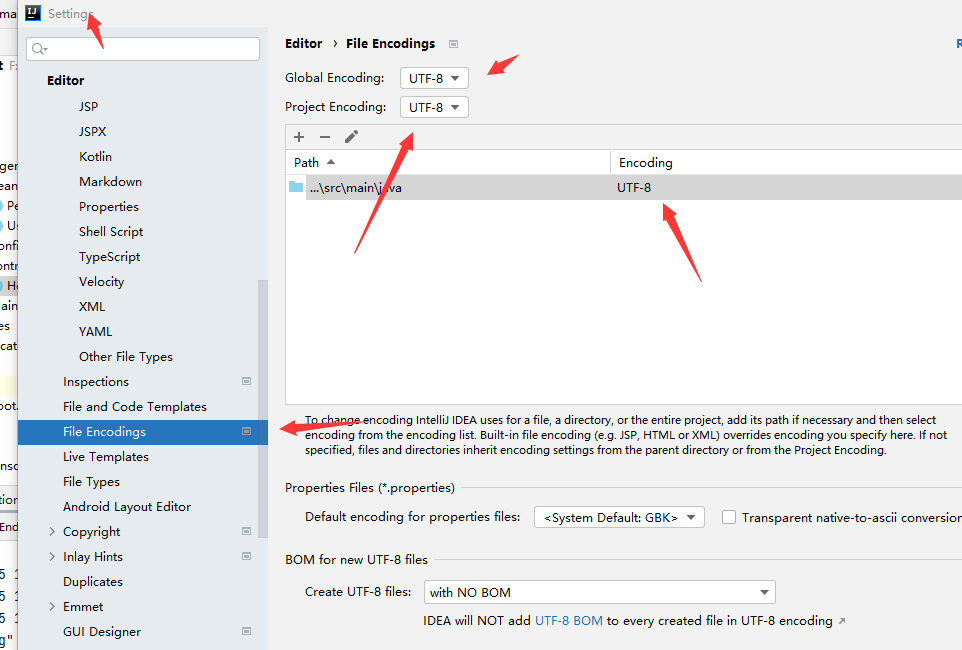 Settings
Editor
JSP
JSPX
Kotlin
Markdown
Properties
Shell Script
TypeScript
Velocity
XML
YAML
Other File Types
Inspections
File and Code Templates
File Encodings
Live Templates
File Types
Android Layout Editor
Copyright
Inlay Hints
Duplicates
Emmet
GUI Designer
Editor › File Encodings
Global Encoding: UTF-8
Project Encoding: UTF-8
Path Encoding
...\src\main\java UTF-8
To change encoding IntelliJ IDEA uses for a file, a directory, or the entire project, add its path if necessary and then select
encoding from the encoding list. Built-in file encoding (e.g. JSP, HTML or XML) overrides encoding you specify here. If not
specified, files and directories inherit encoding settings from the parent directory or from the Project Encoding.
Properties Files (*.properties)
Default encoding for properties files: <System Default: GBK> Transparent native-to-ascii conversion
BOM for new UTF-8 files
Create UTF-8 files: with NO BOM
IDEA will NOT add UTF-8 BOM to every created file in UTF-8 encoding